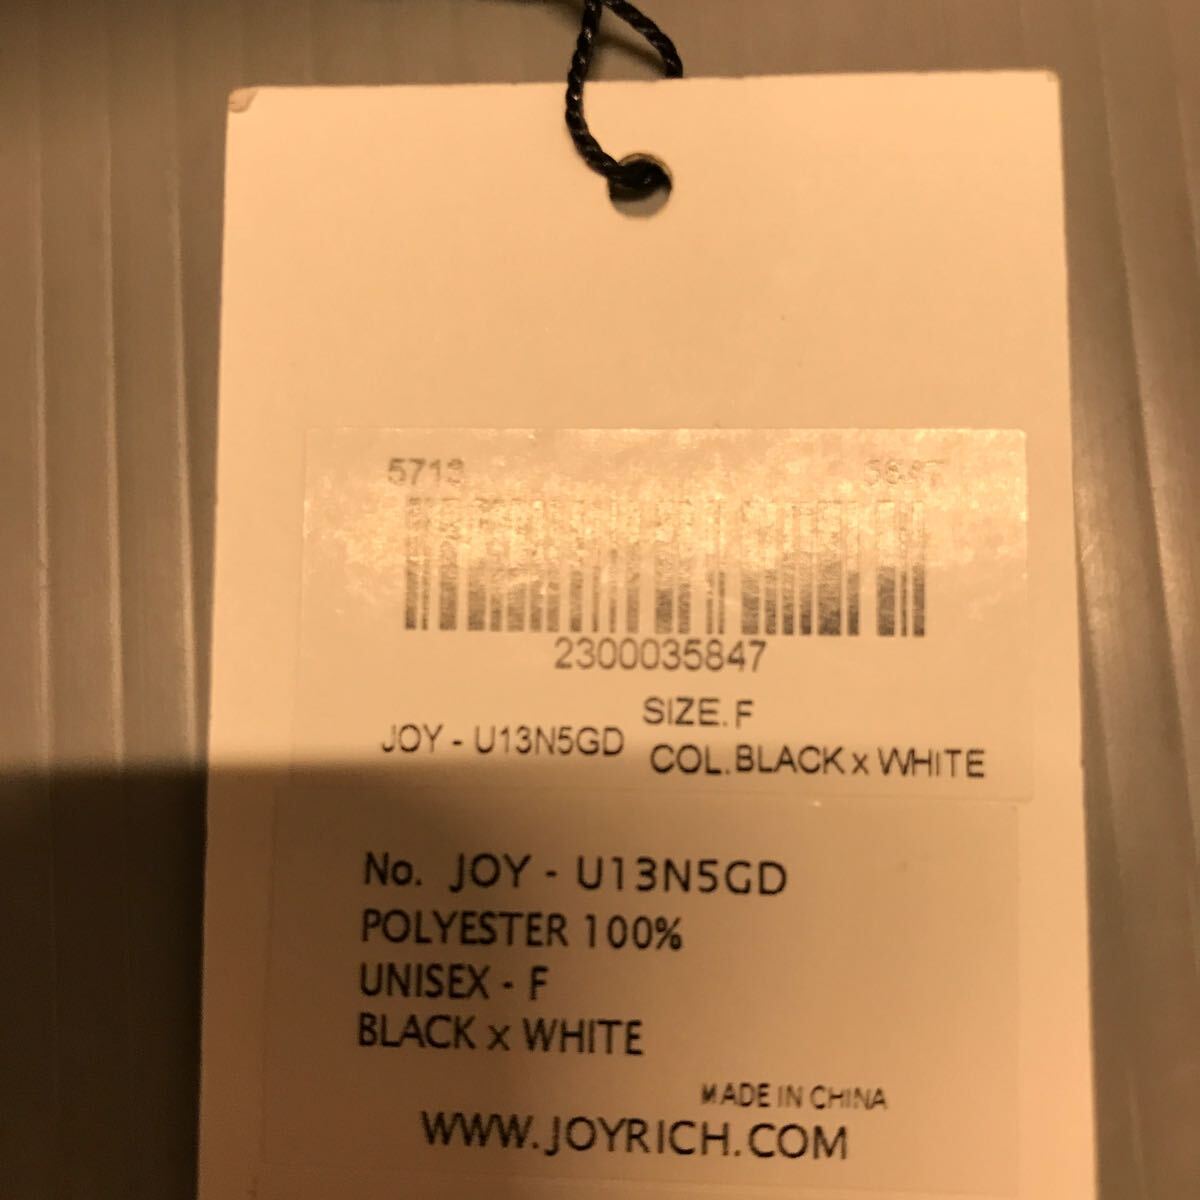 5713 5847
2300035847
SIZE. F
JOY - U13N5GD COL.BLACK x WHITE
No. JOY - U13N5GD
POLYESTER 100%
UNISEX - F
BLACK x WHITE
MADE IN CHINA
WWW.JOYRICH.COM